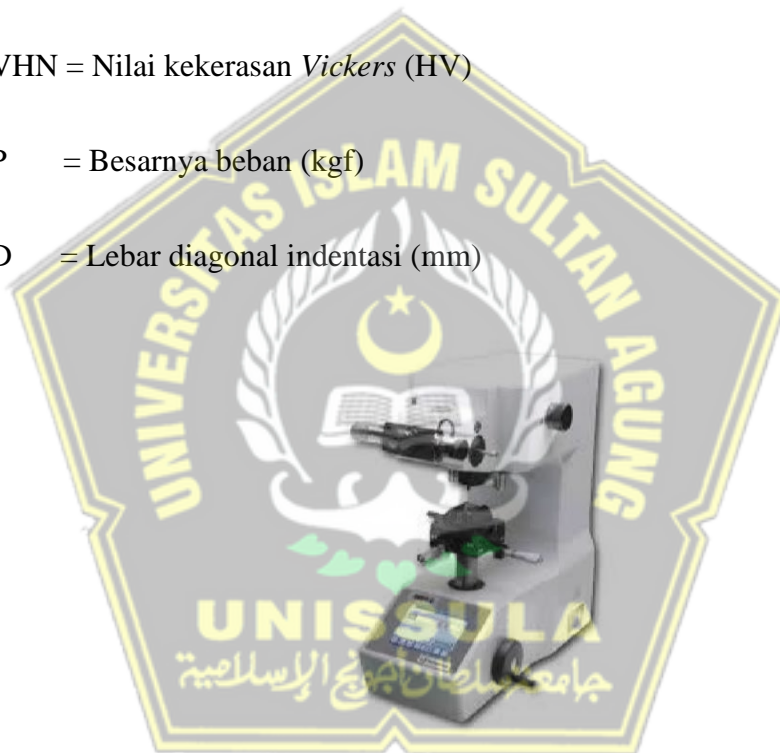 VHN = Nilai kekerasan Vickers (HV)
P = Besarnya beban (kgf)
D = Lebar diagonal indentasi (mm)
UNIVERSITAS ISLAM SULTAN AGUNG
UNISSULA
جامعة سلطان أجونج الإسلامية